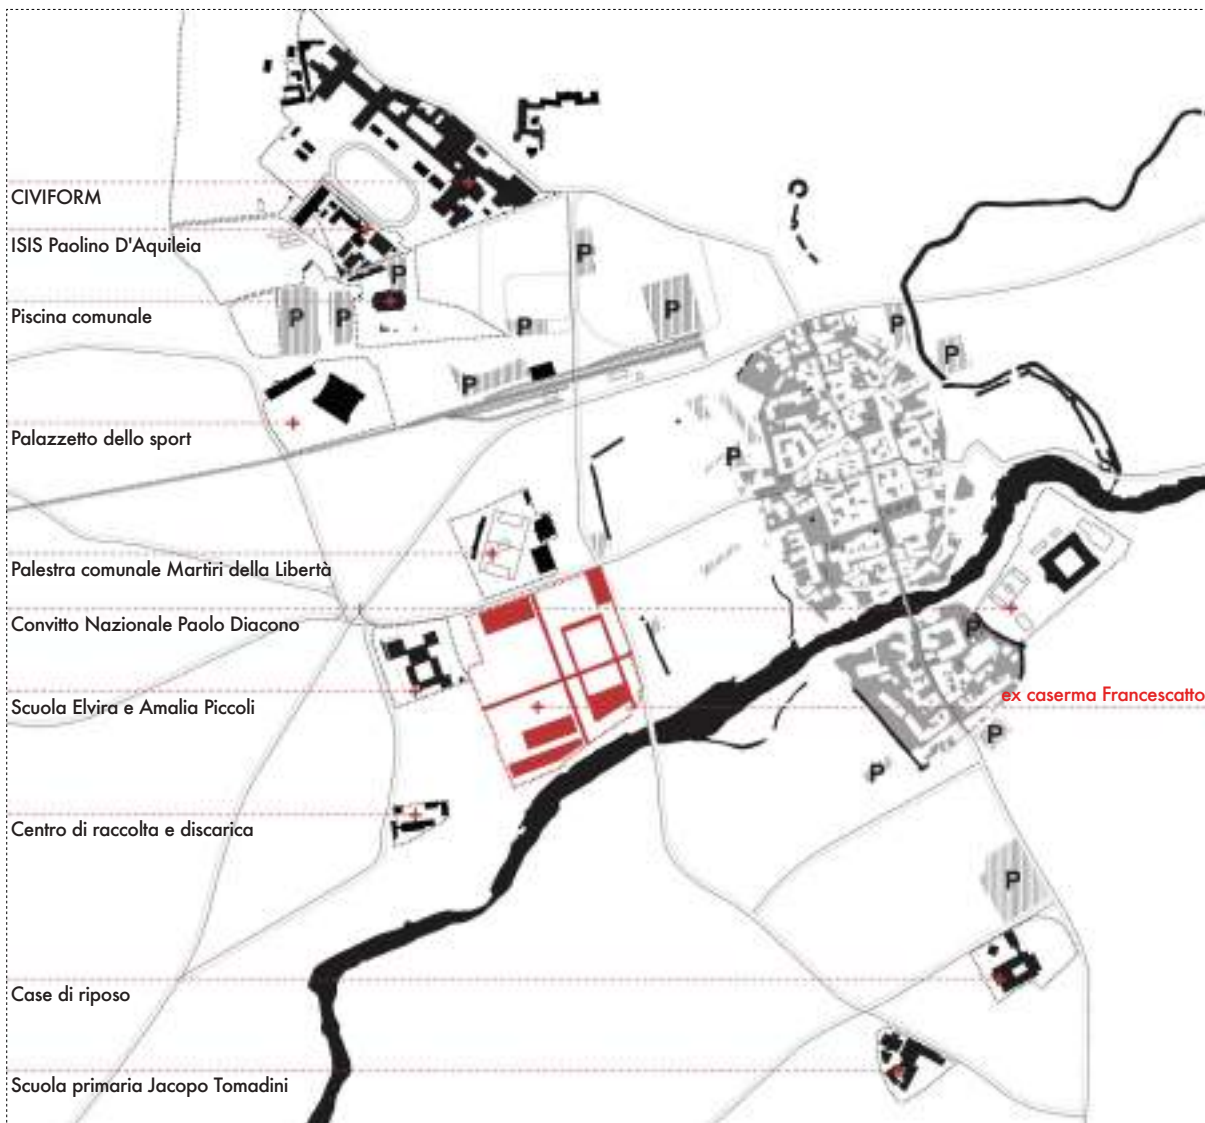 CIVIFORM
ISIS Paolino D'Aquileia
P
P
Piscina comunale
P
P
P
P
P
P
P
Palazzetto dello sport
P
Palestra comunale Martiri della Libertà
Convitto Nazionale Paolo Diacono
P
Scuola Elvira e Amalia Piccoli
ex caserma Francescatto
P
P
Centro di raccolta e discarica
P
Case di riposo
Scuola primaria Jacopo Tomadini